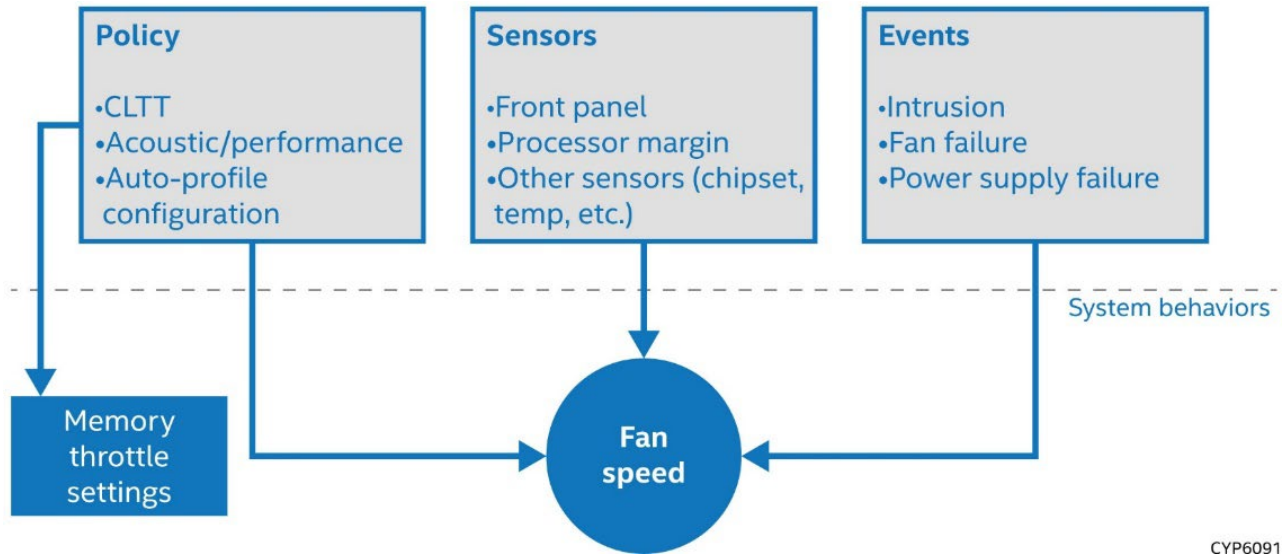 Policy
•CLTT
•Acoustic/performance
•Auto-profile
configuration
Sensors
•Front panel
•Processor margin
•Other sensors (chipset,
temp, etc.)
Events
•Intrusion
•Fan failure
•Power supply failure
System behaviors
Memory
throttle
settings
Fan
speed
CYP6091